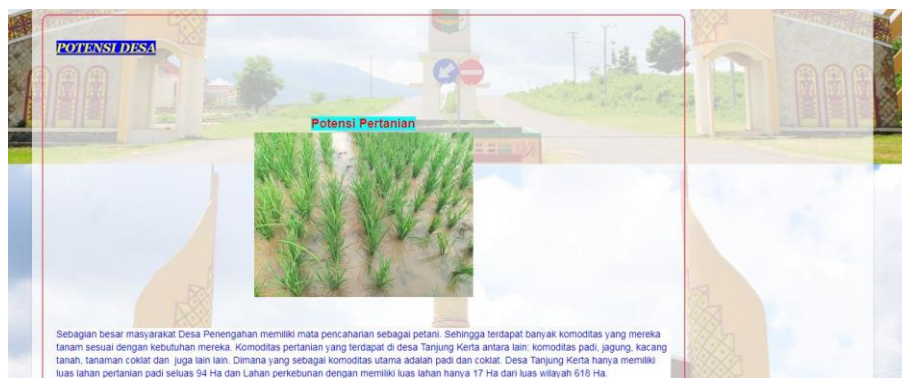 POTENSI DESA
Potensi Pertanian
Sebagian besar masyarakat Desa Penengahan memiliki mata pencaharian sebagai petani. Sehingga terdapat banyak komoditas yang mereka
tanam sesuai dengan kebutuhan mereka. Komoditas pertanian yang terdapat di desa Tanjung Kerta antara lain: komoditas padi, jagung, kacang
tanah, tanaman coklat dan juga lain lain. Dimana yang sebagai komoditas utama adalah padi dan coklat. Desa Tanjung Kerta hanya memiliki
luas lahan pertanian padi seluas 94 Ha dan Lahan perkebunan dengan memiliki luas lahan hanya 17 Ha dari luas wilayah 618 Ha.